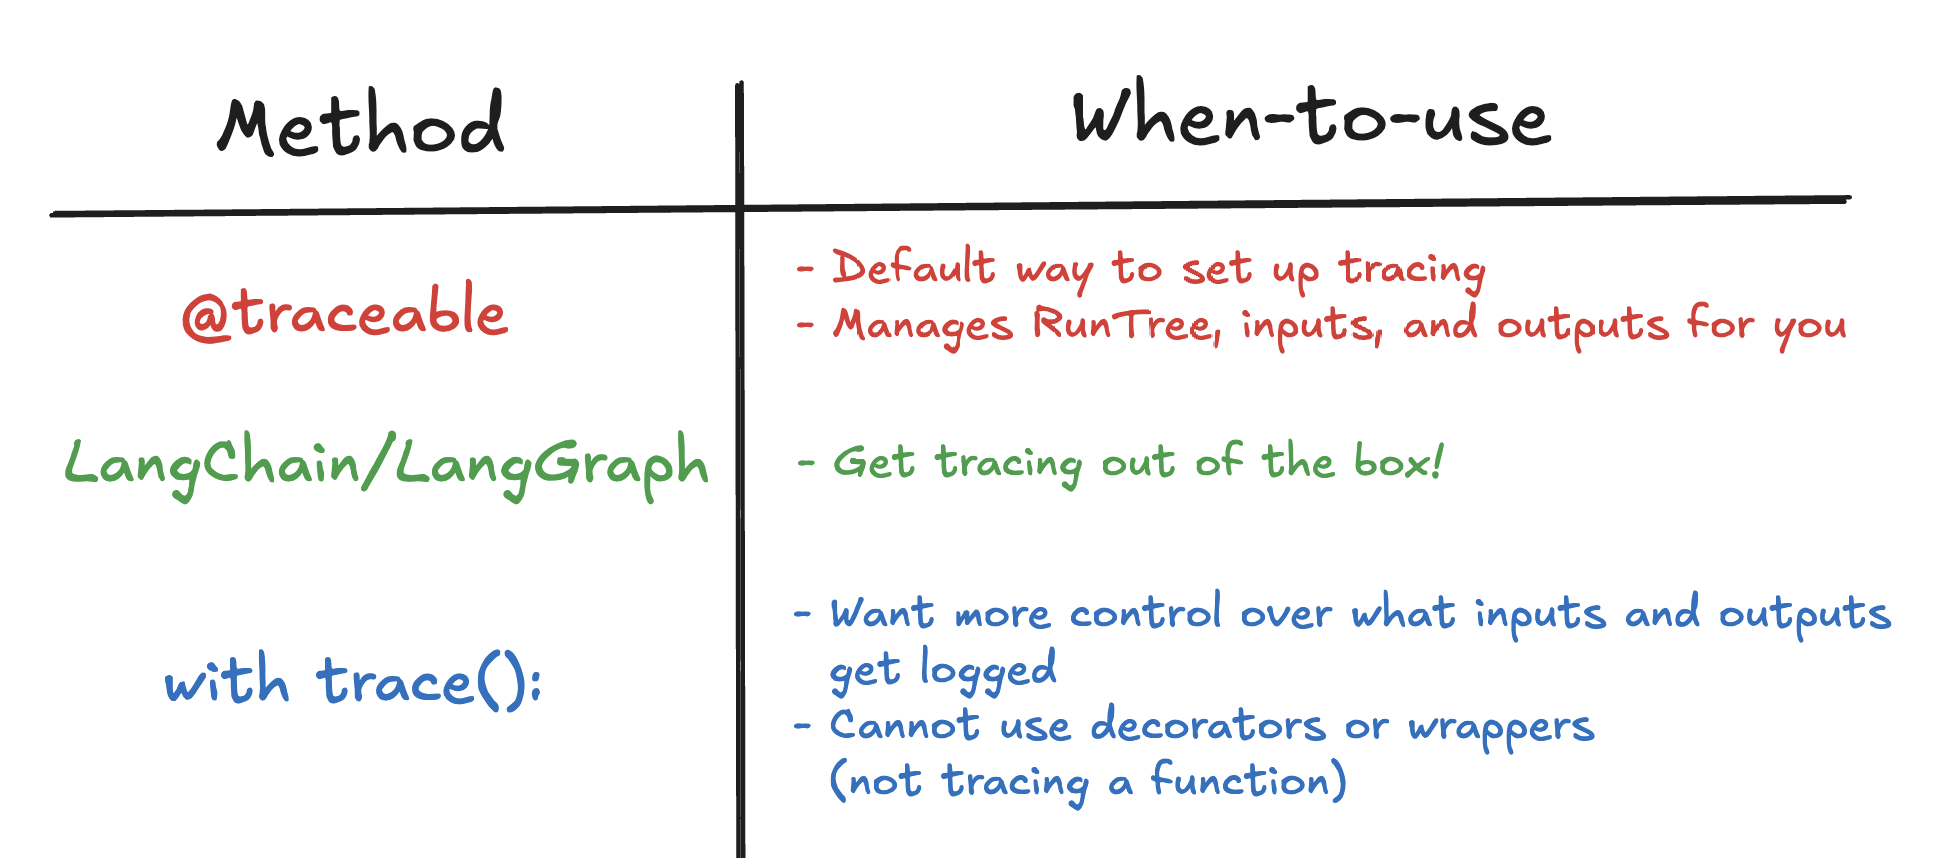 Method
When-to-use
@traceable
- Default way to set up tracing
- Manages RunTree, inputs, and outputs for you
LangChain/LangGraph
- Get tracing out of the box!
with trace():
- Want more control over what inputs and outputs
get logged
- Cannot use decorators or wrappers
(not tracing a function)